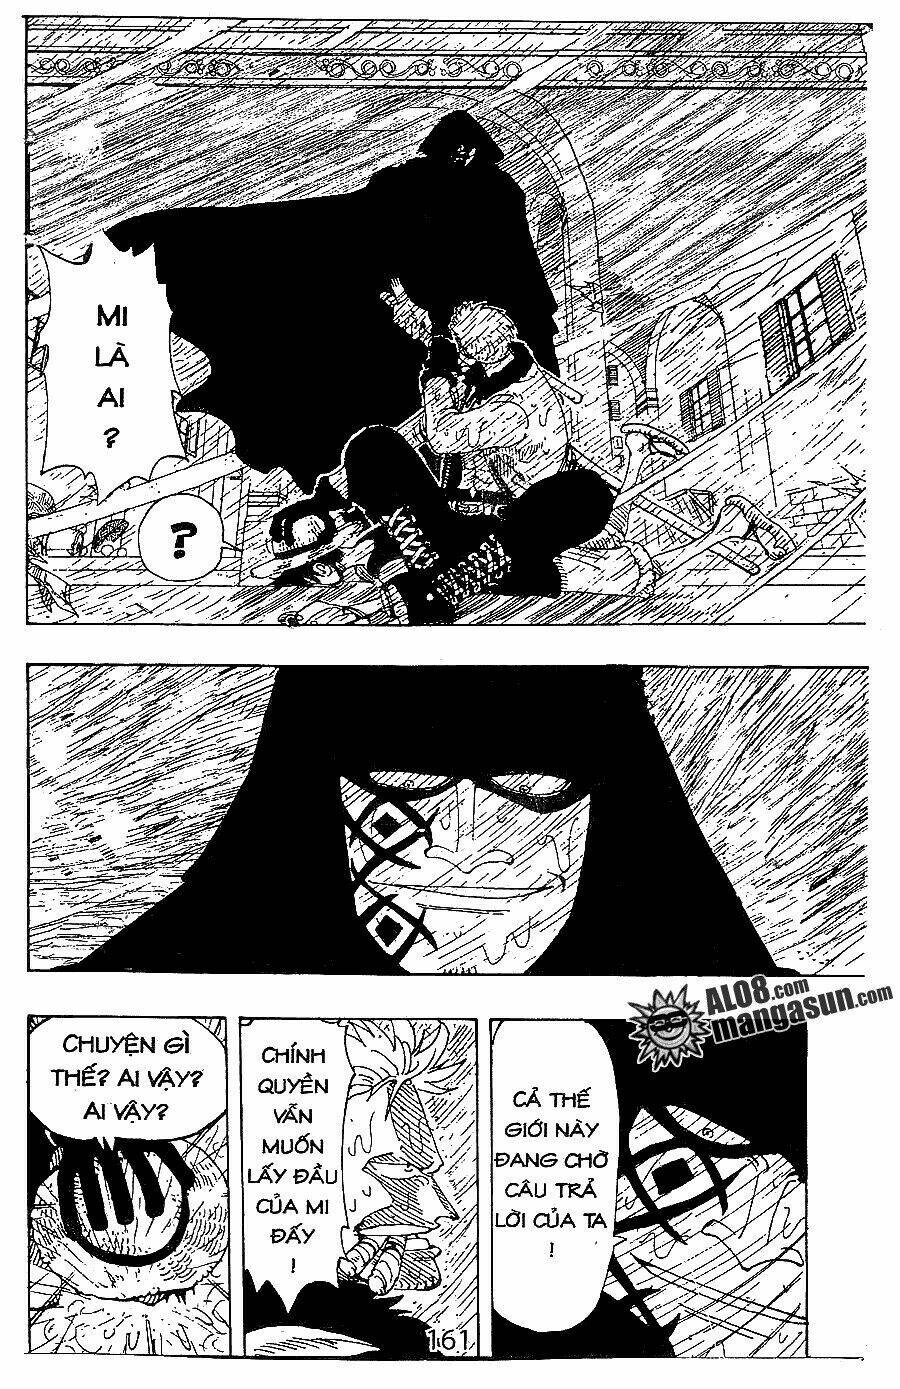 MI
LÀ
AI
?
?
CHUYỆN GÌ
THẾ? AI VẬY?
AI VẬY?
CHÍNH
QUYỀN
VẪN
MUỐN
LẤY ĐẦU
CỦA MI
ĐẤY
!
CẢ THẾ
GIỚI NÀY
ĐANG CHỜ
CÂU TRẢ
LỜI CỦA TA
!
AL08.com
mangasun.com
161